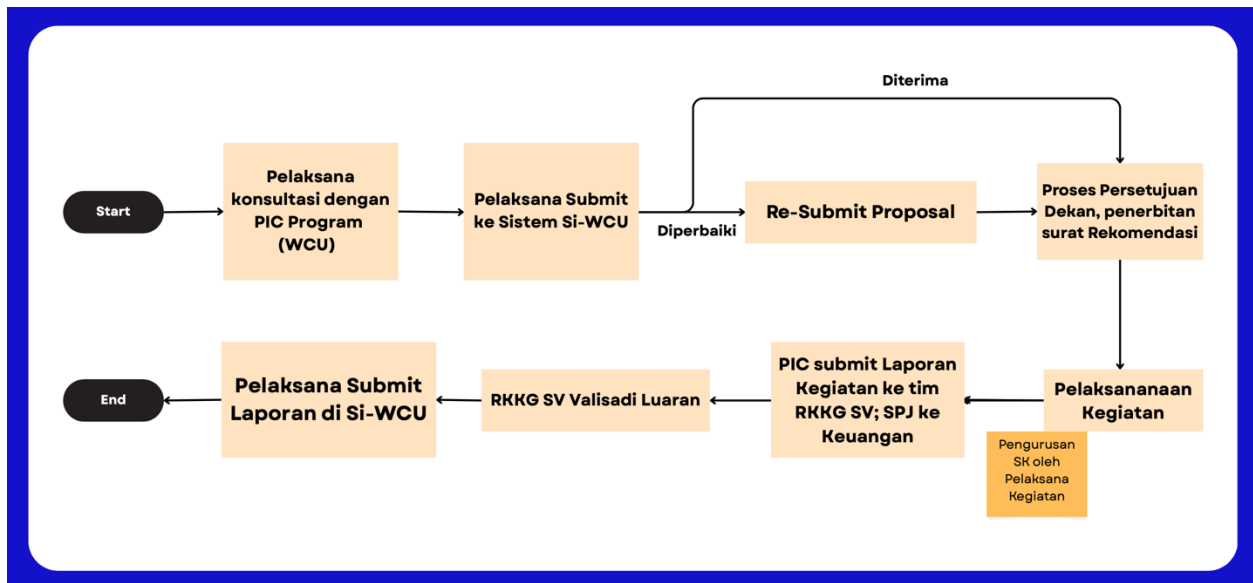 Start
Pelaksana
konsultasi dengan
PIC Program
(WCU)
Pelaksana Submit
ke Sistem Si-WCU
Diterima
Diperbaiki
Re-Submit Proposal
Proses Persetujuan
Dekan, penerbitan
surat Rekomendasi
Pelaksananaan
Kegiatan
Pengurusan
SK oleh
Pelaksana
Kegiatan
PIC submit Laporan
Kegiatan ke tim
RKKG SV; SPJ ke
Keuangan
RKKG SV Valisadi Luaran
Pelaksana Submit
Laporan di Si-WCU
End